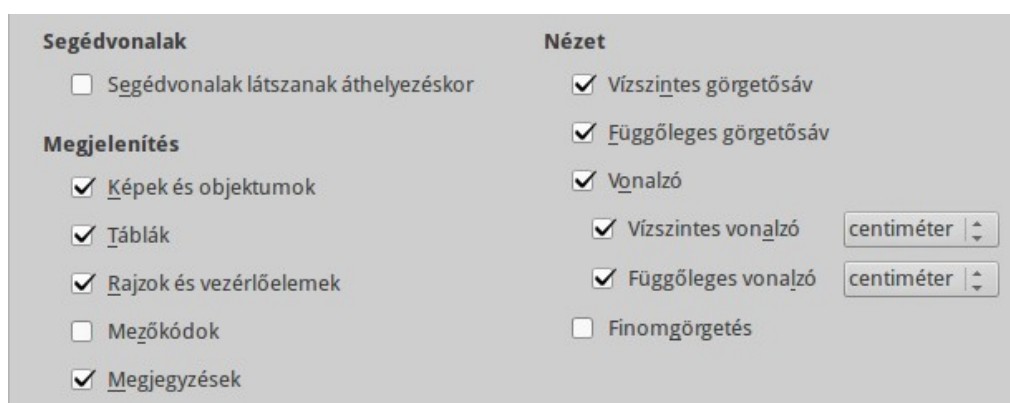 Segédvonalak
Segédvonalak látszanak áthelyezéskor
Megjelenítés
Képek és objektumok
Táblák
Rajzok és vezérlőelemek
Mezőkódok
Megjegyzések
Nézet
Vízszintes görgetősáv
Függőleges görgetősáv
Vonalzó
Vízszintes vonalzó centiméter
Függőleges vonalzó centiméter
Finomgörgetés